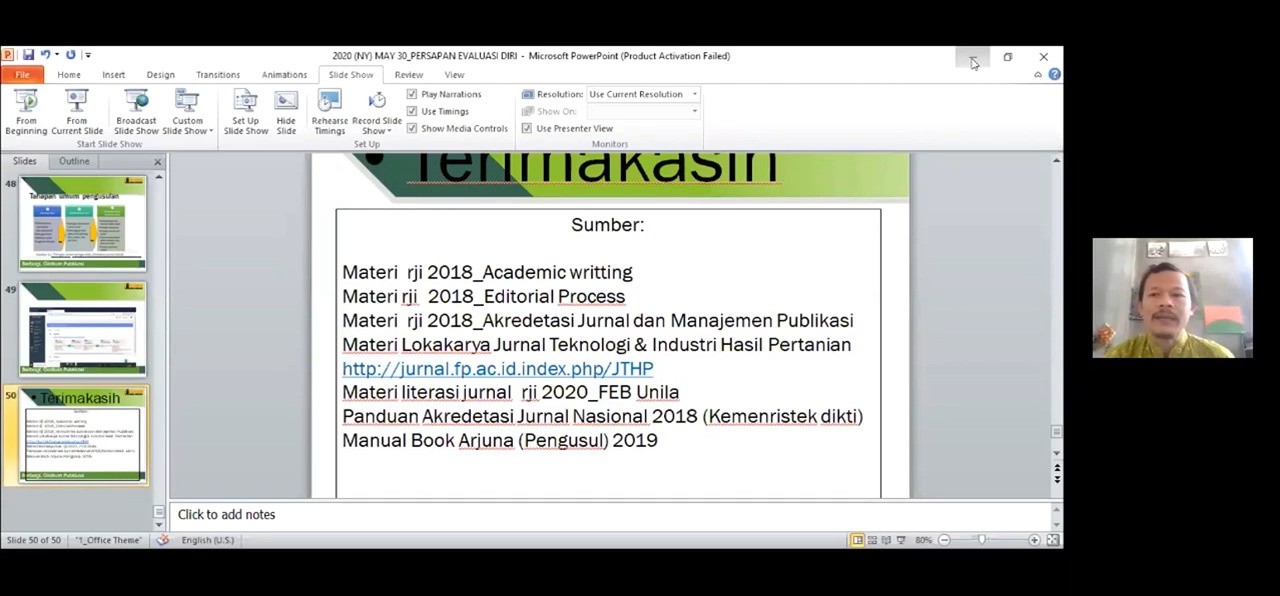 2020 (NY) MAY 30_PERSAPAN EVALUASI DIRI - Microsoft PowerPoint (Product Activation Failed)
File Home Insert Design Transitions Animations Slide Show Review View
From Beginning
From Current Slide
Broadcast Slide Show
Custom Slide Show
Set Up Slide Show
Hide Slide
Rehearse Timings
Record Slide Show
Play Narrations
Use Timings
Show Media Controls
Resolution: Use Current Resolution
Show On:
Use Presenter View
Start Slide Show
Set Up
Monitors
Slides Outline
48
Tahapan umum pengusulan
49
50
• Terimakasih
Sumber:
• Terimakasih
Sumber:
Materi rji 2018_Academic writting
Materi rji 2018_Editorial Process
Materi rji 2018_Akredetasi Jurnal dan Manajemen Publikasi
Materi Lokakarya Jurnal Teknologi & Industri Hasil Pertanian
http://jurnal.fp.ac.id.index.php/JTHP
Materi literasi jurnal rji 2020_FEB Unila
Panduan Akredetasi Jurnal Nasional 2018 (Kemenristek dikti)
Manual Book Arjuna (Pengusul) 2019
Click to add notes
Slide 50 of 50 "1_Office Theme" English (U.S.) 80%